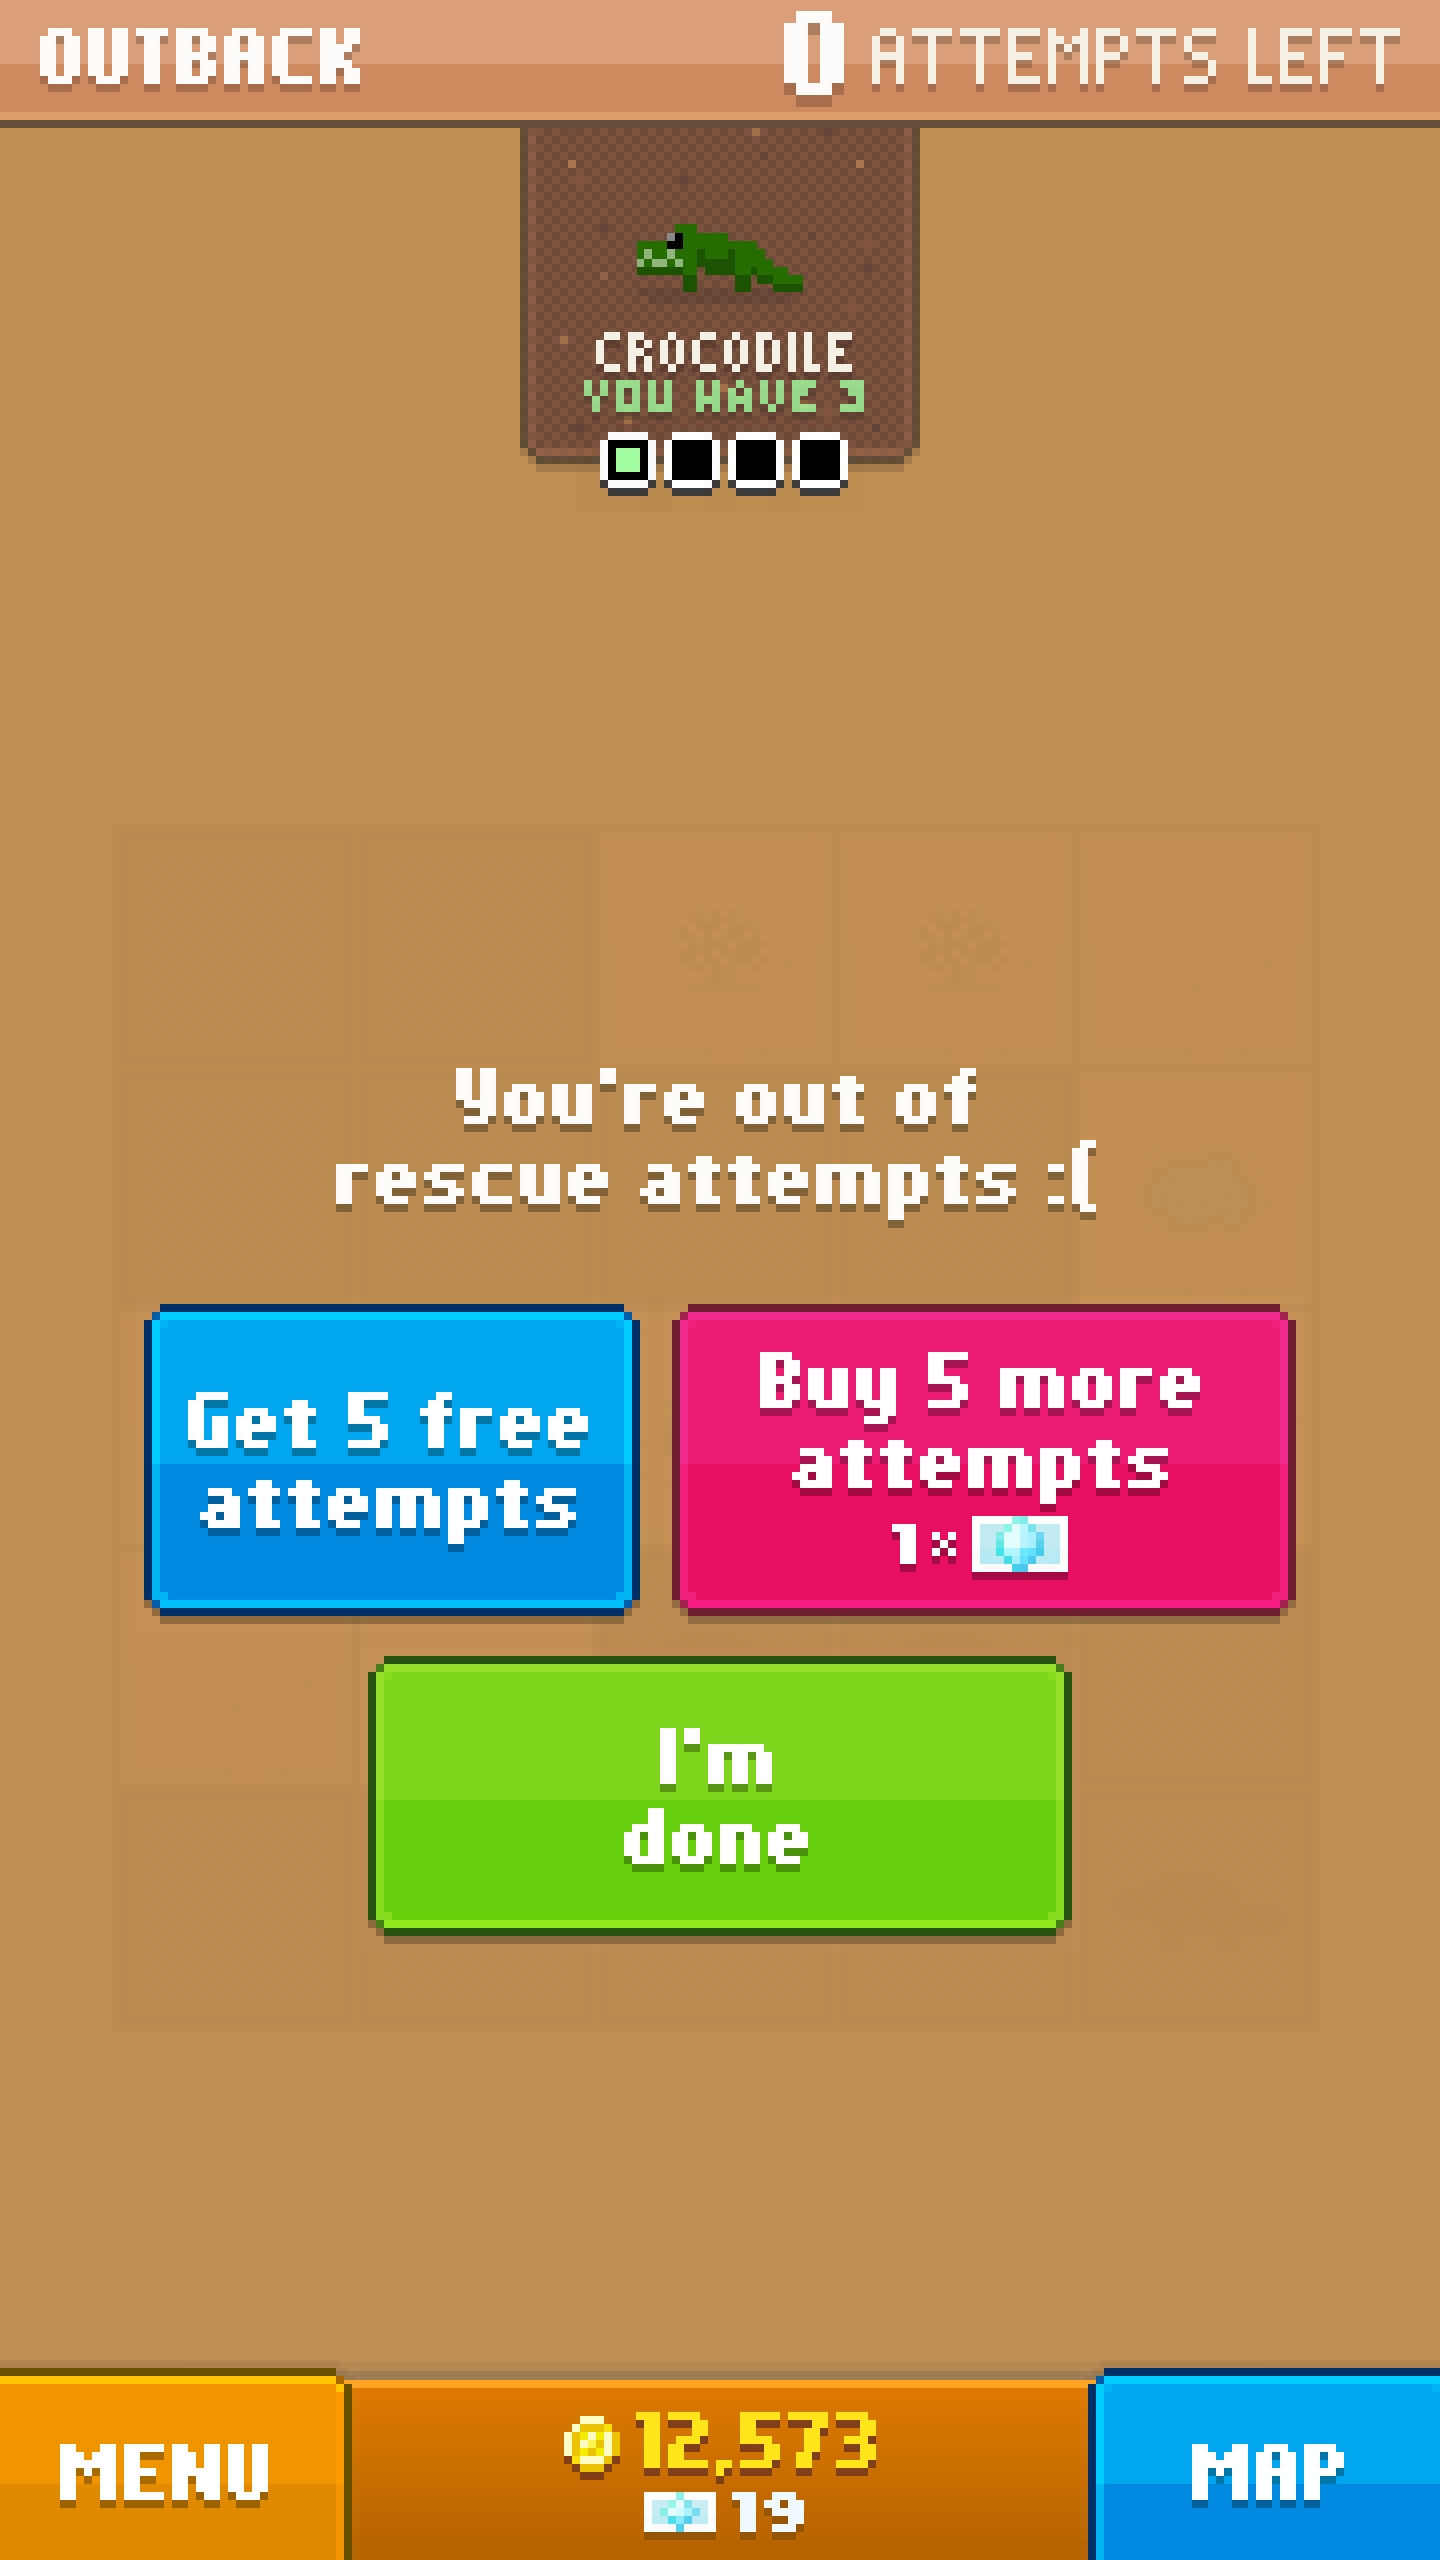 OUTBACK
0 ATTEMPTS LEFT
CROCODILE
YOU HAVE 3
You're out of
rescue attempts :(
Get 5 free
attempts
Buy 5 more
attempts
1×
I'm
done
MENU
12,573
19
MAP